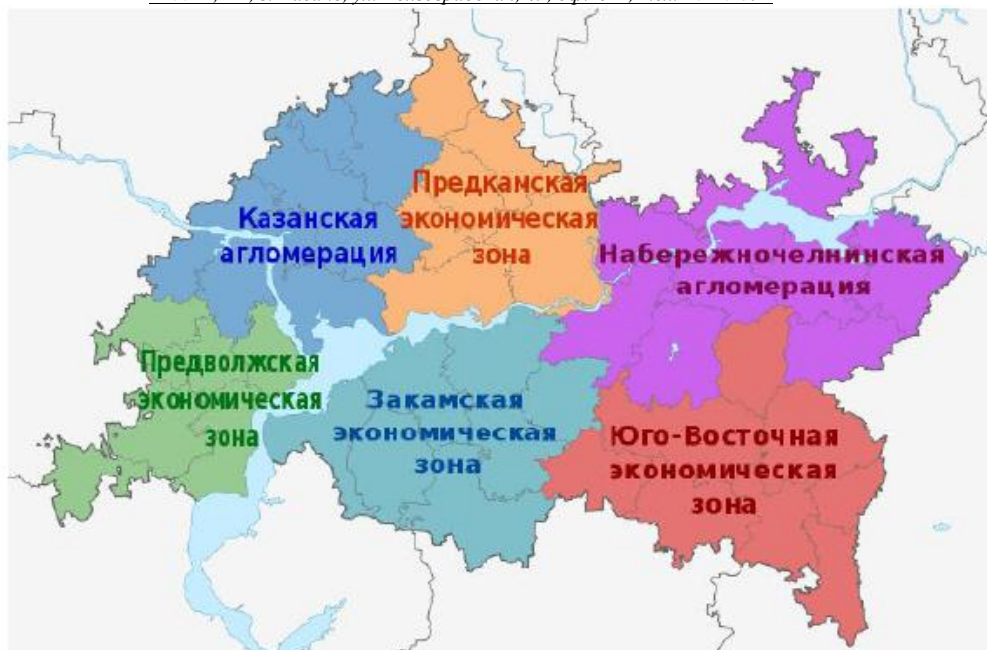 Предкамская
экономическая
зона
Казанская
агломерация
Набережночелнинская
агломерация
Предволжская
экономическая
зона
Закамская
экономическая
зона
Юго-Восточная
экономическая
зона